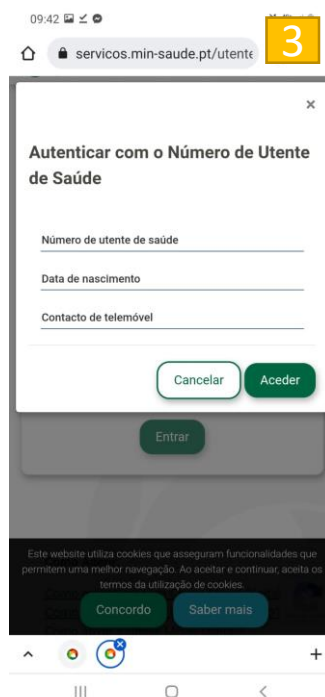 09:42
3
servicos.min-saude.pt/utente
×
Autenticar com o Número de Utente
de Saúde
Número de utente de saúde
Data de nascimento
Contacto de telemóvel
Cancelar
Aceder
Entrar
Este website utiliza cookies que asseguram funcionalidades que
permitem uma melhor navegação. Ao aceitar e continuar, aceita os
termos da utilização de cookies.
Concordo
Saber mais